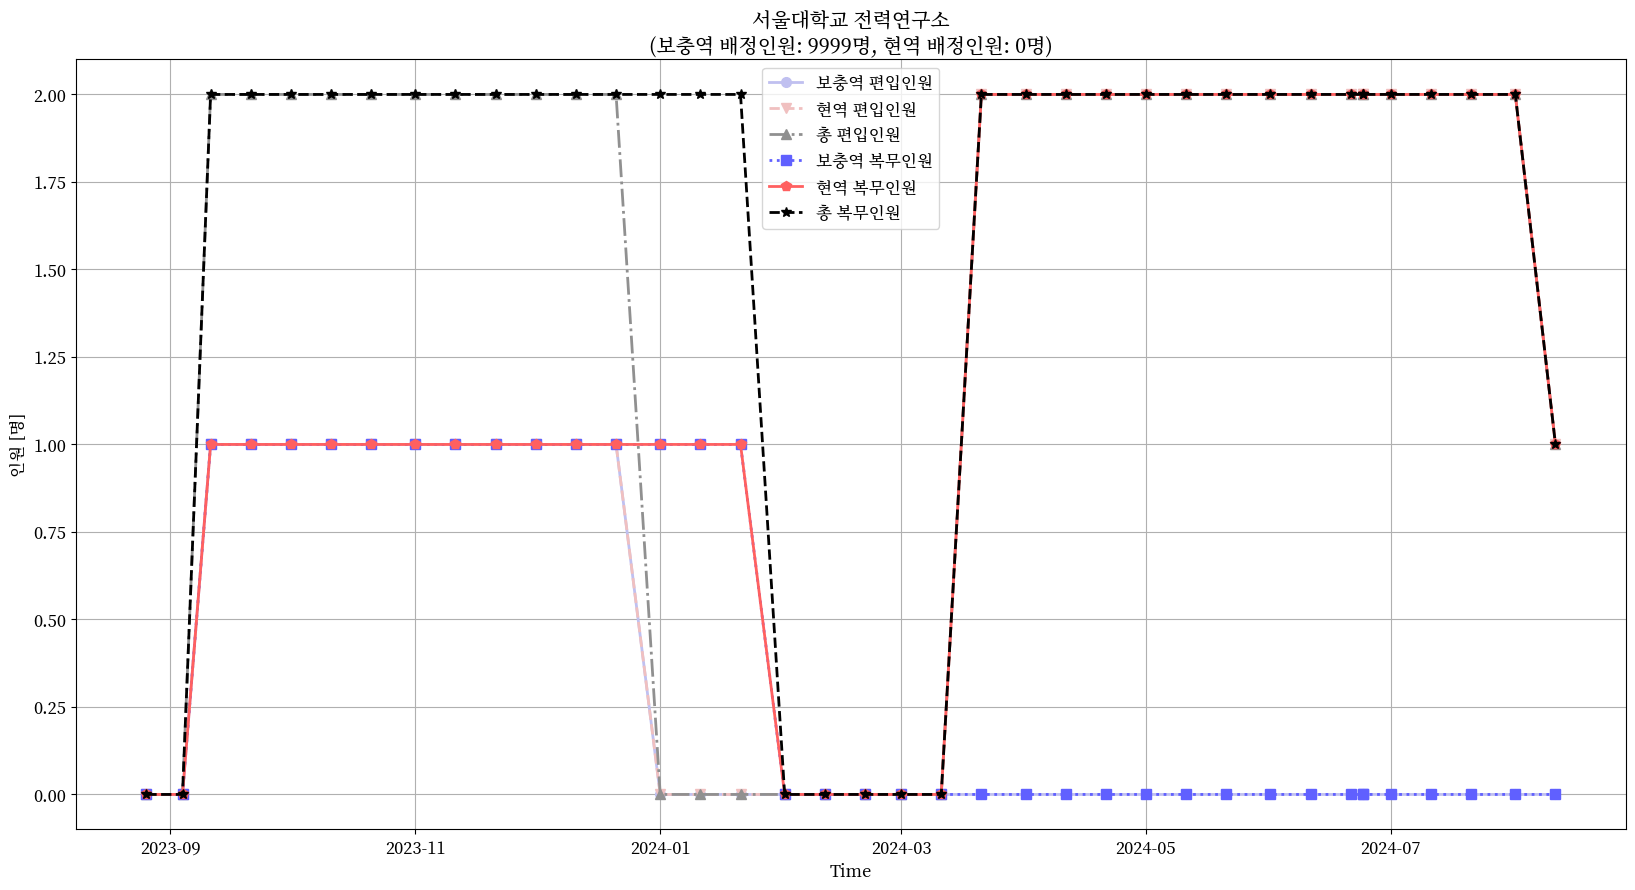 서울대학교 전력연구소
(보충역 배정인원: 9999명, 현역 배정인원: 0명)
보충역 편입인원
현역 편입인원
총 편입인원
보충역 복무인원
현역 복무인원
총 복무인원
2.00
1.75
1.50
1.25
1.00
0.75
0.50
0.25
0.00
인원 [명]
2023-09
2023-11
2024-01
2024-03
2024-05
2024-07
Time